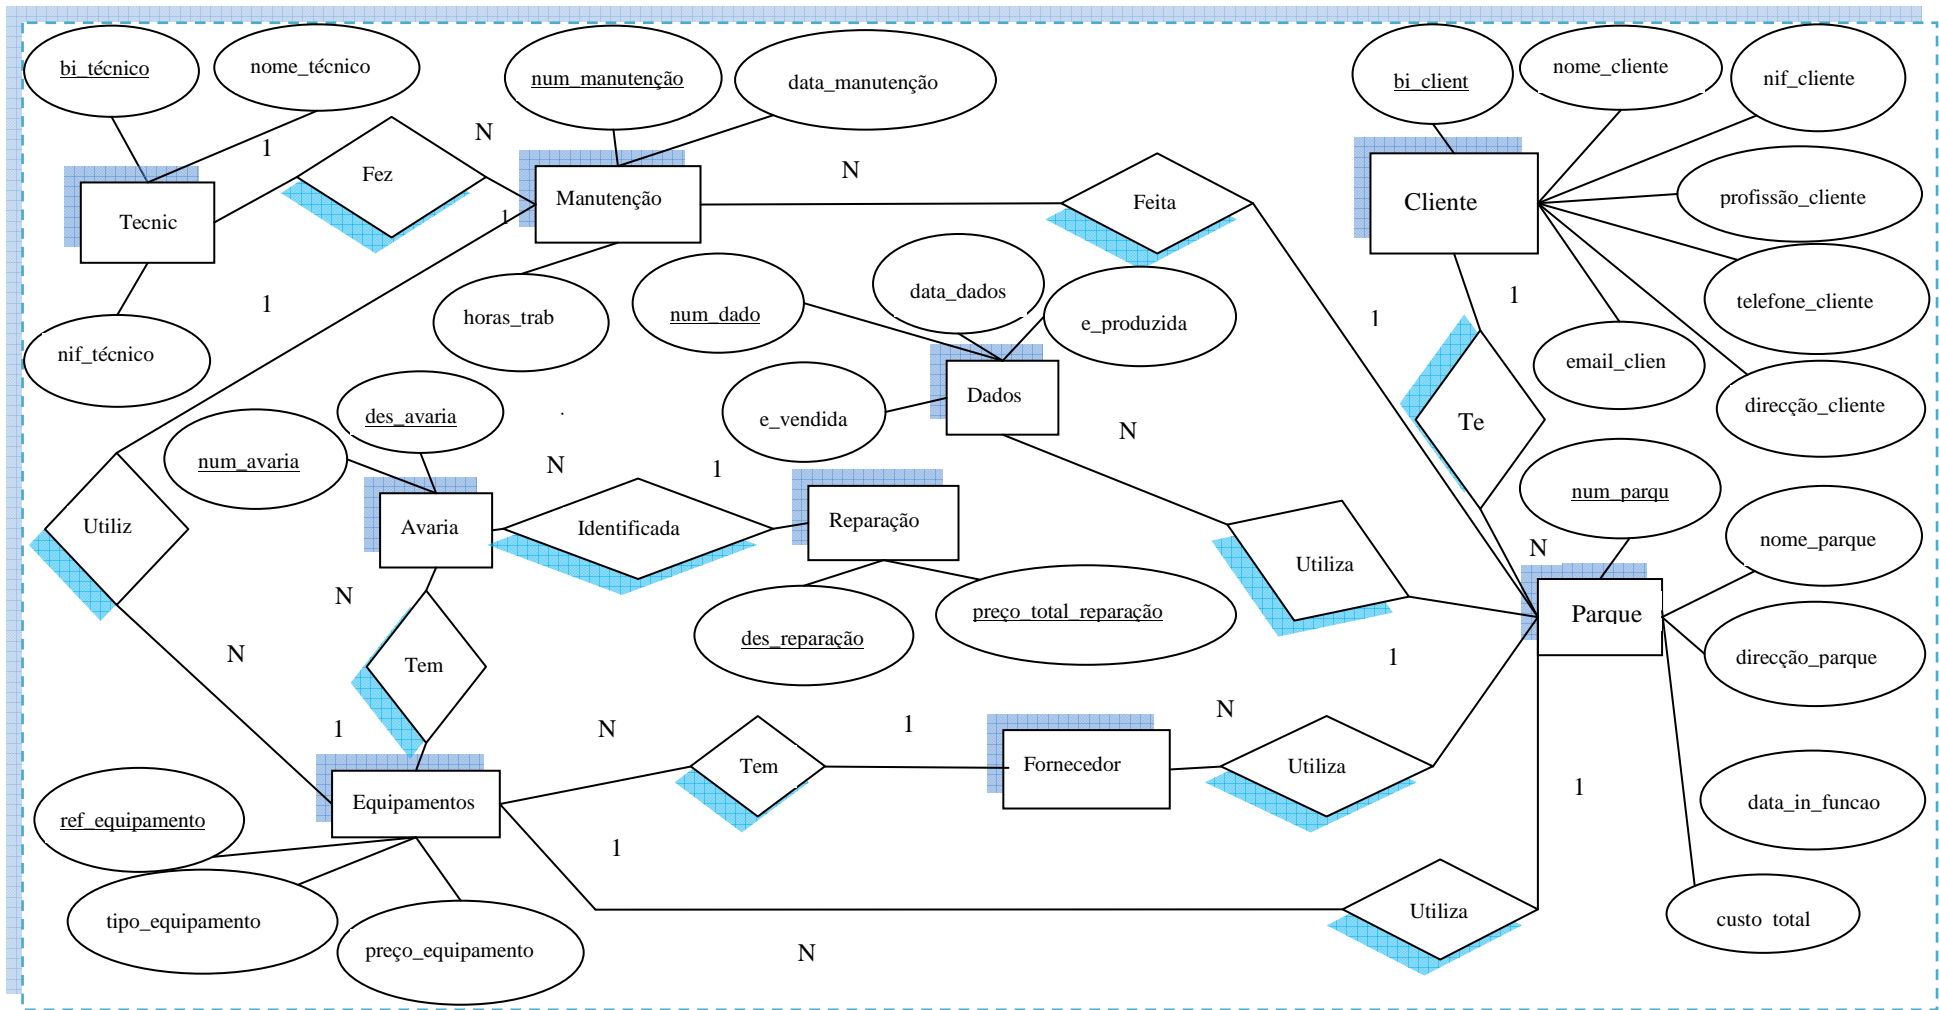 bi_técnico
nome_técnico
num_manutenção
data_manutenção
bi_client
nome_cliente
nif_cliente
1
N
Fez
Tecnic
Manutenção
1
N
Feita
Cliente
profissão_cliente
telefone_cliente
nif_técnico
1
horas_trab
num_dado
data_dados
e_produzida
1
1
email_clien
direcção_cliente
des_avaria
num_avaria
e_vendida
Dados
N
Te
Utiliz
Avaria
N
Identificada
1
Reparação
Utiliza
num_parqu
nome_parque
N
Parque
direcção_parque
N
N
Tem
des_reparação
preço_total_reparação
1
1
N
Tem
1
Fornecedor
N
Utiliza
1
data_in_funcao
ref_equipamento
Equipamentos
1
tipo_equipamento
preço_equipamento
N
Utiliza
custo total